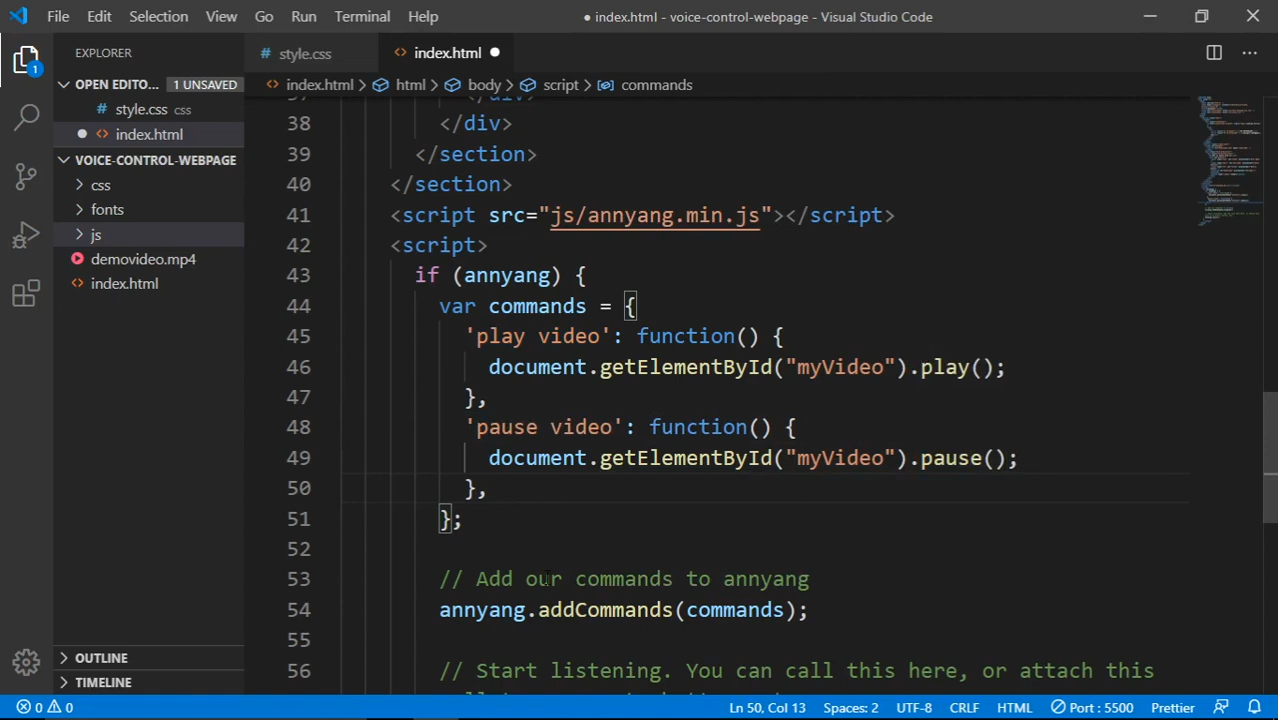 File Edit Selection View Go Run Terminal Help ● index.html - voice-control-webpage - Visual Studio Code
EXPLORER
# style.css <> index.html ●
OPEN EDITO... 1 UNSAVED
<> index.html > html > body > script > commands
# style.css css
● <> index.html
VOICE-CONTROL-WEBPAGE
> css
> fonts
> js
demovideo.mp4
<> index.html
1
38 </div>
39 </section>
40 </section>
41 <script src="js/annyang.min.js"></script>
42 <script>
43 if (annyang) {
44 var commands = {
45 'play video': function() {
46 document.getElementById("myVideo").play();
47 },
48 'pause video': function() {
49 document.getElementById("myVideo").pause();
50 },
51 };
52
53 // Add our commands to annyang
54 annyang.addCommands(commands);
55
56 // Start listening. You can call this here, or attach this
> OUTLINE
> TIMELINE
0 0 Ln 50, Col 13 Spaces: 2 UTF-8 CRLF HTML Port : 5500 Prettier